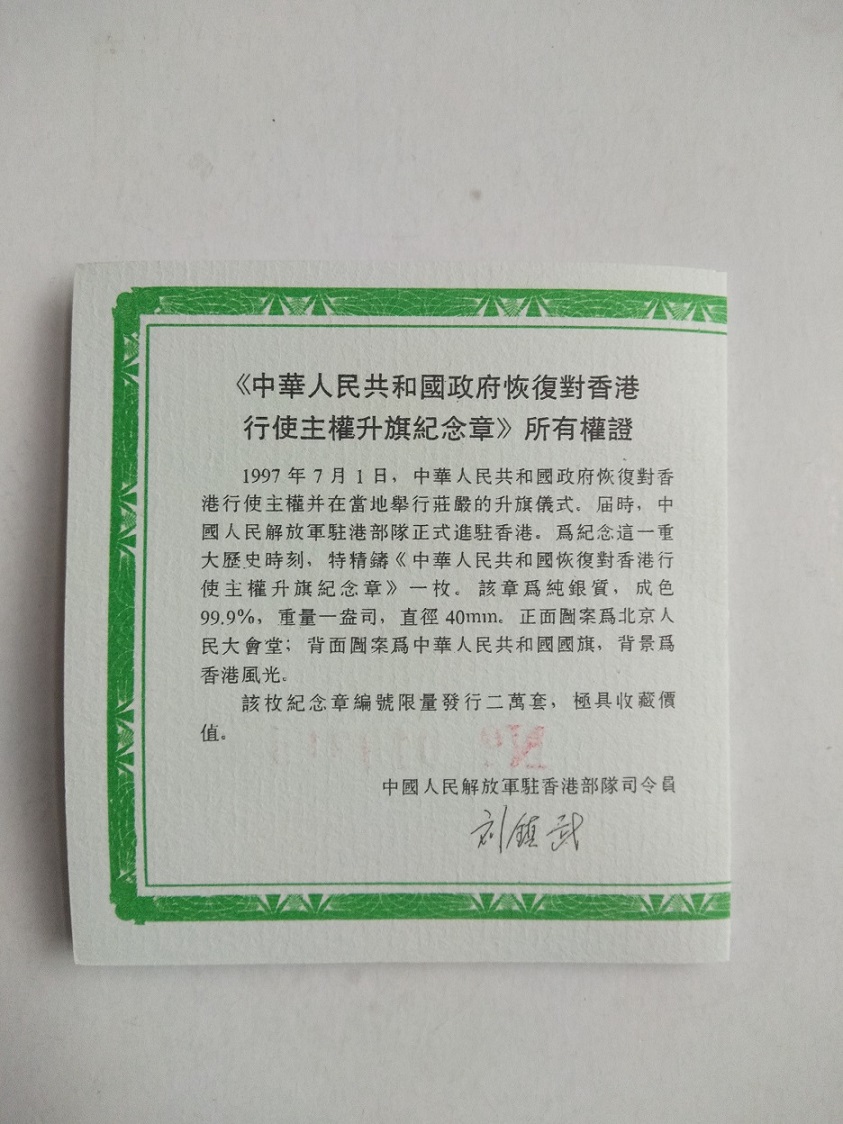 《中華人民共和國政府恢復對香港
行使主權升旗紀念章》所有權證
1997年7月1日，中華人民共和國政府恢復對香
港行使主權并在當地舉行莊嚴的升旗儀式。届時，中
國人民解放軍駐港部隊正式進駐香港。爲紀念這一重
大歷史時刻，特精鑄《中華人民共和國恢復對香港行
使主權升旗紀念章》一枚。該章爲純銀質，成色
99.9%，重量一盎司，直徑40mm。正面圖案爲北京人
民大會堂；背面圖案爲中華人民共和國國旗，背景爲
香港風光。
該枚紀念章編號限量發行二萬套，極具收藏價
值。
中國人民解放軍駐香港部隊司令員
刘鎮武